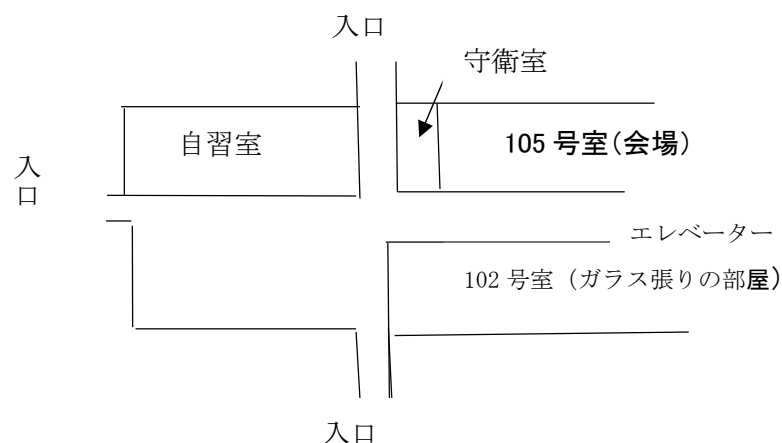 入口
守衛室
自習室
105 号室（会場）
入口
エレベーター
102 号室（ガラス張りの部屋）
入口